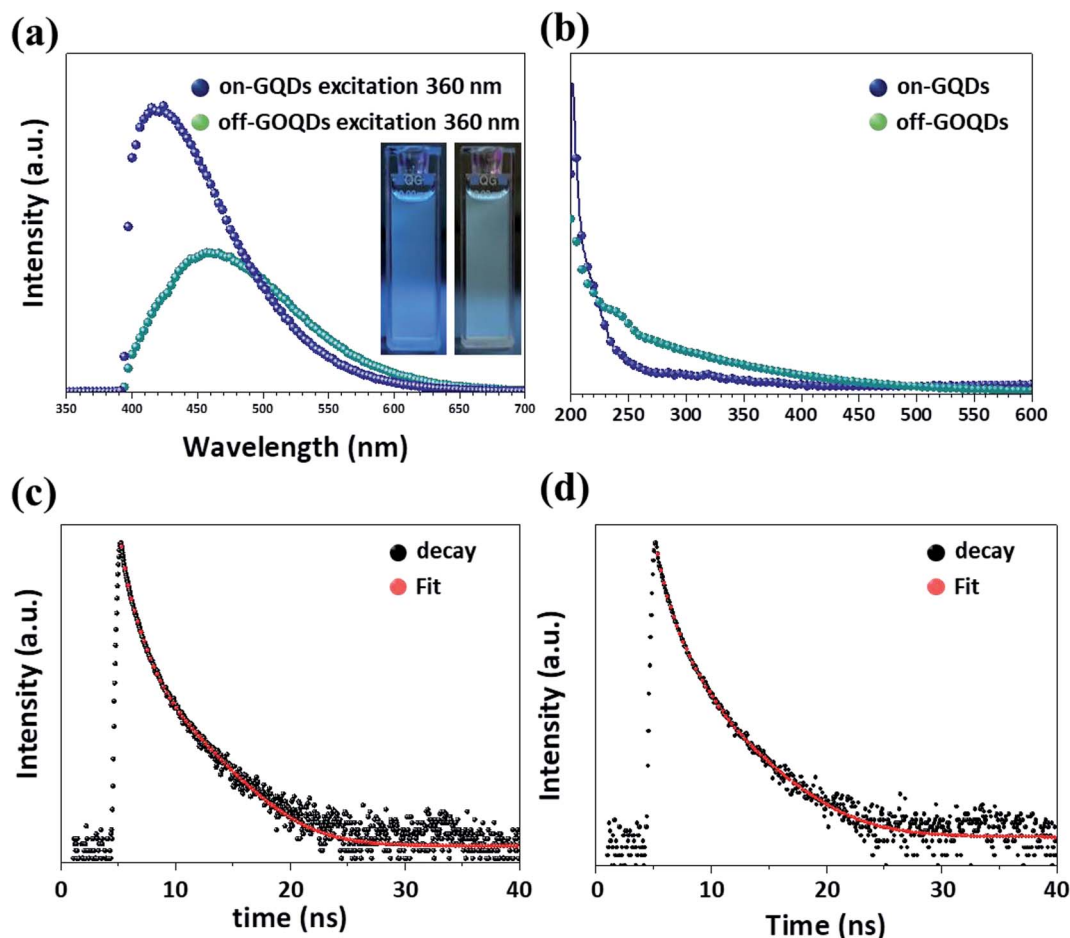 (a)
on-GQDs excitation 360 nm
off-GOQDs excitation 360 nm
QG
Intensity (a.u.)
350 400 450 500 550 600 650 700
Wavelength (nm)
(b)
on-GQDs
off-GOQDs
200 250 300 350 400 450 500 550 600
(c)
decay
Fit
Intensity (a.u.)
0 10 20 30 40
time (ns)
(d)
decay
Fit
Intensity (a.u.)
0 10 20 30 40
Time (ns)